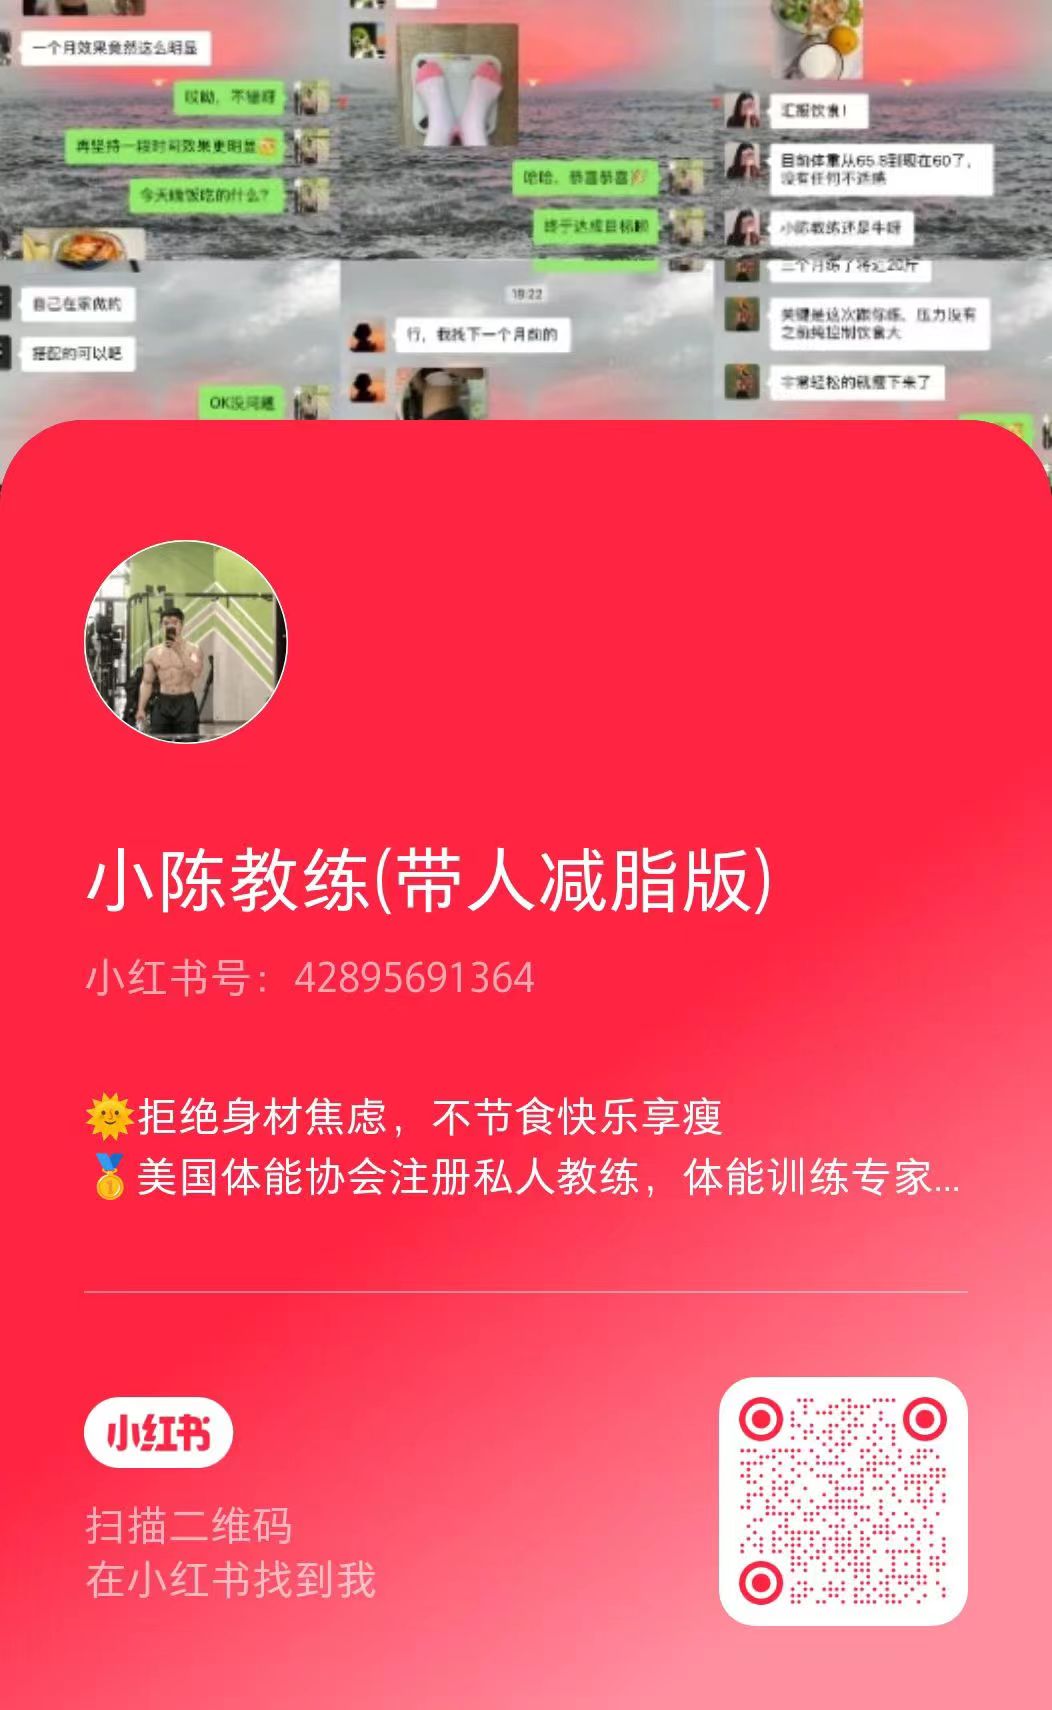 一个月效果竟然这么明显
哎呦，不错呀
再坚持一段时间效果更明显
今天晚饭吃的什么？
自己在家做的
搭配的可以吧
OK没问题
哈哈，恭喜恭喜
终于达成目标啦
18:22
行，我找下一个月前的
汇报饮食！
目前体重从65.8到现在60了，
没有任何不适感
小陈教练还是牛呀
三个月练了将近20斤
关键是这次跟你练，压力没有
之前纯控制饮食大
非常轻松的就瘦下来了
小陈教练(带人减脂版)
小红书号：42895691364
🌞拒绝身材焦虑，不节食快乐享瘦
🏅美国体能协会注册私人教练，体能训练专家...
小红书
扫描二维码
在小红书找到我